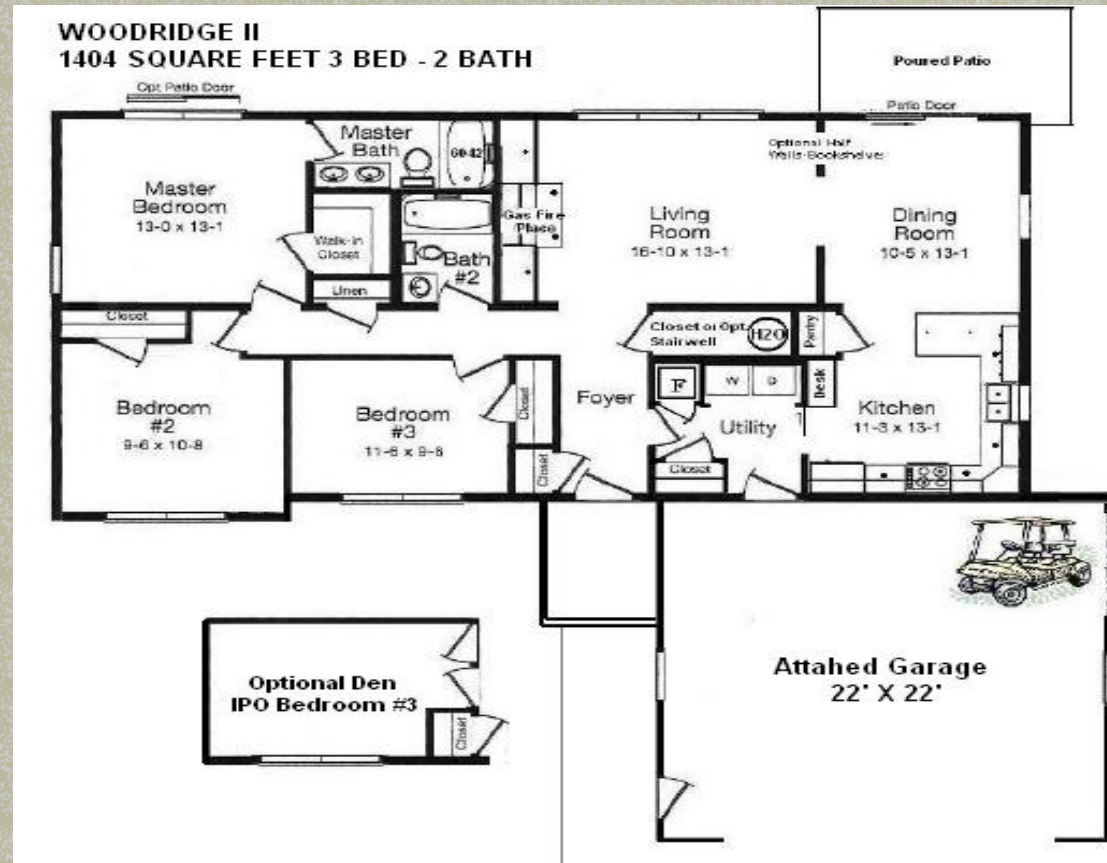 WOODRIDGE II
1404 SQUARE FEET 3 BED - 2 BATH
Poured Patio
Opt Patio Door
Patio Door
Master
Bath
60-42
Optional Half
Walls-Bookshelves
Master
Bedroom
13-0 x 13-1
Walk-in
Closet
Gas Fire
Place
Living
Room
16-10 x 13-1
Dining
Room
10-5 x 13-1
Bath
#2
Linen
Closet
Closet or Opt.
Stairwell
H2O
Pantry
Bedroom
#2
9-6 x 10-8
Bedroom
#3
11-6 x 9-6
Closet
Closet
Foyer
F
W
D
Desk
Utility
Closet
Kitchen
11-3 x 13-1
Optional Den
IPO Bedroom #3
Closet
Attahed Garage
22' X 22'